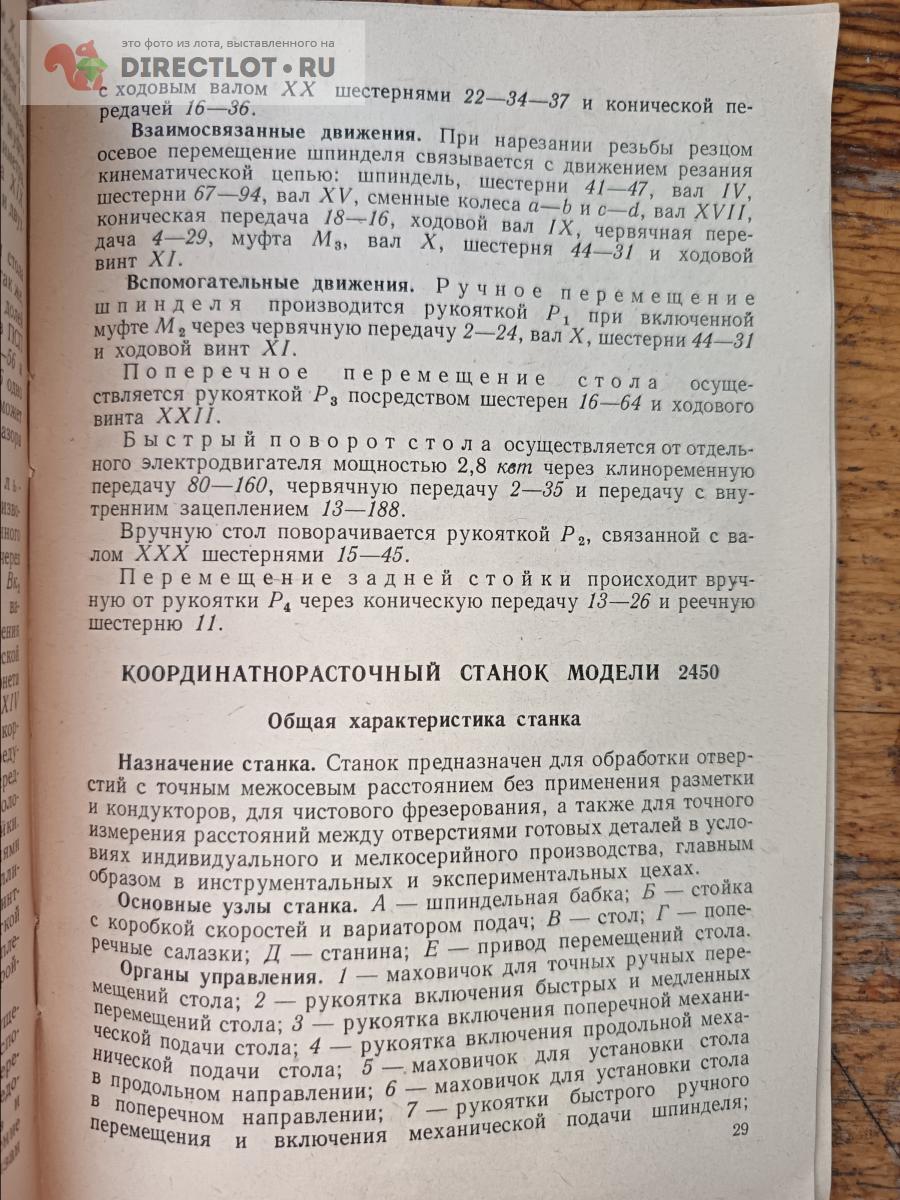 это фото из лота, выставленного на
DIRECTLOT.RU
с ходовым валом XX шестернями 22—34—37 и конической пе-
редачей 16—36.
Взаимосвязанные движения. При нарезании резьбы резцом
осевое перемещение шпинделя связывается с движением резания
кинематической цепью: шпиндель, шестерни 41—47, вал IV,
шестерни 67—94, вал XV, сменные колеса a—b и c—d, вал XVII,
коническая передача 18—16, ходовой вал IX, червячная пере-
дача 4—29, муфта М₃, вал X, шестерня 44—31 и ходовой
винт XI.
Вспомогательные движения. Ручное перемещение
шпинделя производится рукояткой Р₁ при включенной
муфте М₂ через червячную передачу 2—24, вал X, шестерни 44—31
и ходовой винт XI.
Поперечное перемещение стола осуще-
ствляется рукояткой Р₃ посредством шестерен 16—64 и ходового
винта XXII.
Быстрый поворот стола осуществляется от отдель-
ного электродвигателя мощностью 2,8 квт через клиноременную
передачу 80—160, червячную передачу 2—35 и передачу с вну-
тренним зацеплением 13—188.
Вручную стол поворачивается рукояткой Р₂, связанной с ва-
лом XXX шестернями 15—45.
Перемещение задней стойки происходит вруч-
ную от рукоятки Р₄ через коническую передачу 13—26 и реечную
шестерню 11.
КООРДИНАТНОРАСТОЧНЫЙ СТАНОК МОДЕЛИ 2450
Общая характеристика станка
Назначение станка. Станок предназначен для обработки отвер-
стий с точным межосевым расстоянием без применения разметки
и кондукторов, для чистового фрезерования, а также для точного
измерения расстояний между отверстиями готовых деталей в усло-
виях индивидуального и мелкосерийного производства, главным
образом в инструментальных и экспериментальных цехах.
Основные узлы станка. А — шпиндельная бабка; Б — стойка
с коробкой скоростей и вариатором подач; В — стол; Г — попе-
речные салазки; Д — станина; Е — привод перемещений стола.
Органы управления. 1 — маховичок для точных ручных пере-
мещений стола; 2 — рукоятка включения быстрых и медленных
перемещений стола; 3 — рукоятка включения поперечной механи-
ческой подачи стола; 4 — рукоятка включения продольной меха-
нической подачи стола; 5 — маховичок для установки стола
в продольном направлении; 6 — маховичок для установки стола
в поперечном направлении; 7 — рукоятки быстрого ручного
перемещения и включения механической подачи шпинделя;
29